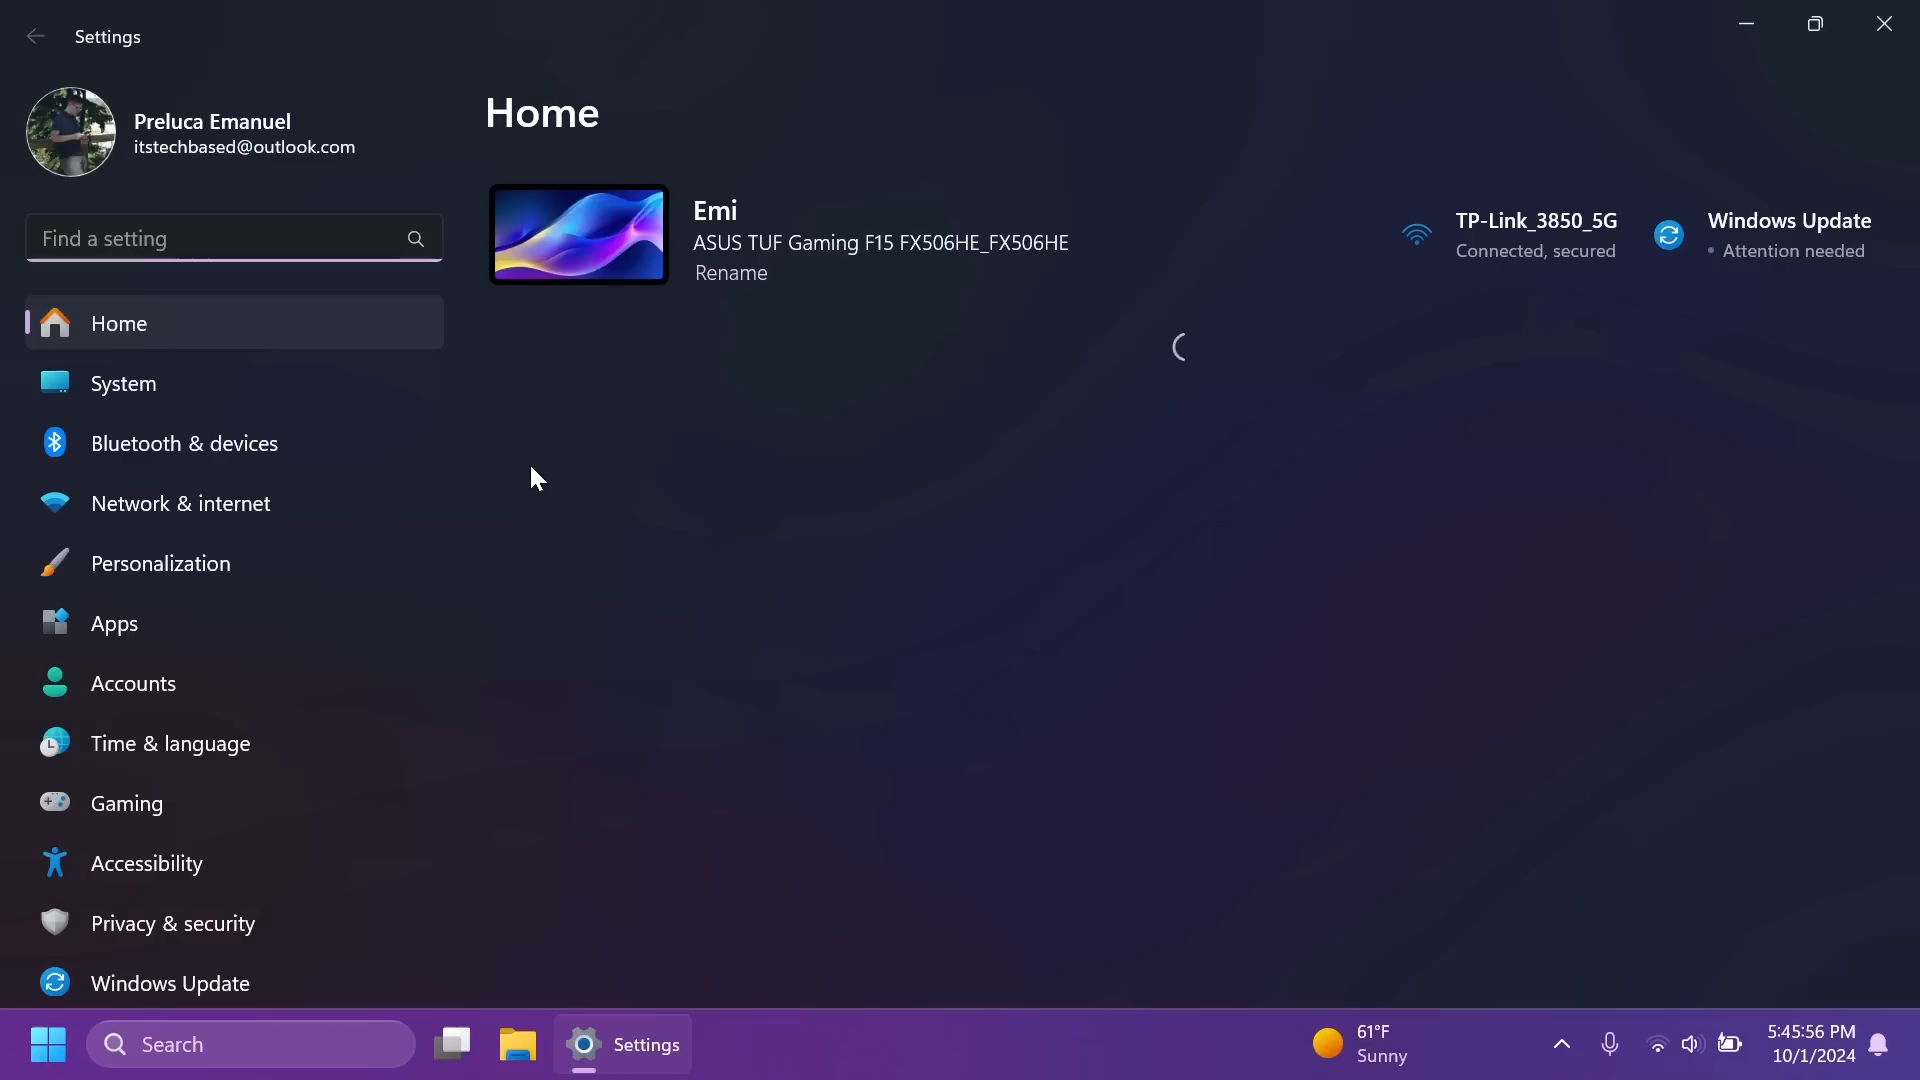 Settings
Preluca Emanuel
itstechbased@outlook.com
Find a setting
Home
System
Bluetooth & devices
Network & internet
Personalization
Apps
Accounts
Time & language
Gaming
Accessibility
Privacy & security
Windows Update
Home
Emi
ASUS TUF Gaming F15 FX506HE_FX506HE
Rename
TP-Link_3850_5G
Connected, secured
Windows Update
• Attention needed
Search
Settings
61°F
Sunny
5:45:56 PM
10/1/2024